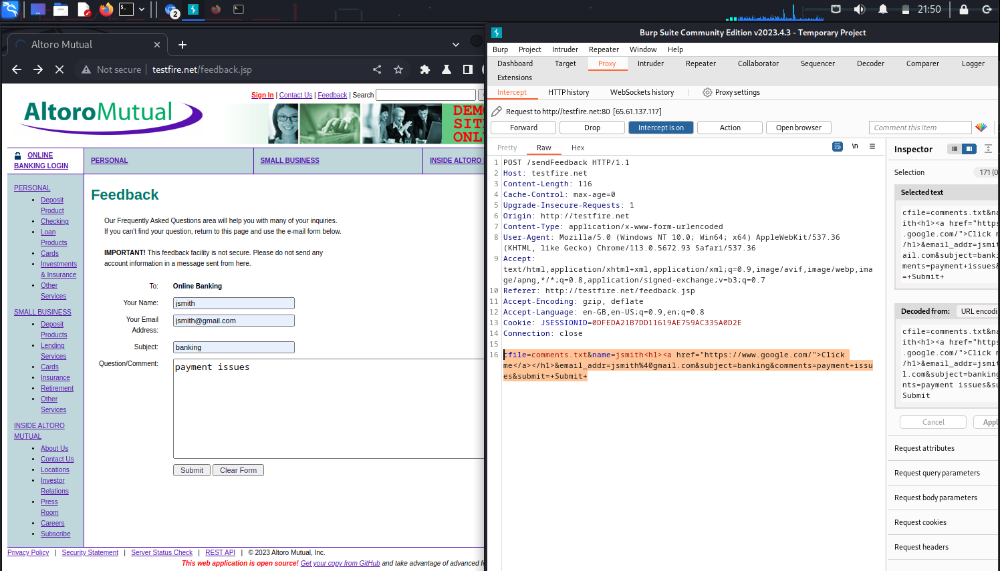 2
21:50
Altoro Mutual
Not secure
testfire.net/feedback.jsp
Sign In | Contact Us | Feedback | Search
AltoroMutual
ONLINE
BANKING LOGIN
PERSONAL
SMALL BUSINESS
INSIDE ALTORO
PERSONAL
Deposit
Product
Checking
Loan
Products
Cards
Investments
& Insurance
Other
Services
SMALL BUSINESS
Deposit
Products
Lending
Services
Cards
Insurance
Retirement
Other
Services
INSIDE ALTORO
MUTUAL
About Us
Contact Us
Locations
Investor
Relations
Press
Room
Careers
Subscribe
Feedback
Our Frequently Asked Questions area will help you with many of your inquiries.
If you can't find your question, return to this page and use the e-mail form below.
IMPORTANT! This feedback facility is not secure. Please do not send any
account information in a message sent from here.
To: Online Banking
Your Name: jsmith
Your Email
Address: jsmith@gmail.com
Subject: banking
Question/Comment: payment issues
Submit Clear Form
Privacy Policy | Security Statement | Server Status Check | REST API | © 2023 Altoro Mutual, Inc.
This web application is open source! Get your copy from GitHub and take advantage of advanced
Burp Suite Community Edition v2023.4.3 - Temporary Project
Burp Project Intruder Repeater Window Help
Dashboard Target Proxy Intruder Repeater Collaborator Sequencer Decoder Comparer Logger
Extensions
Intercept HTTP history WebSockets history Proxy settings
Request to http://testfire.net:80 [65.61.137.117]
Forward Drop Intercept is on Action Open browser Comment this item
Pretty Raw Hex \n
1 POST /sendFeedback HTTP/1.1
2 Host: testfire.net
3 Content-Length: 116
4 Cache-Control: max-age=0
5 Upgrade-Insecure-Requests: 1
6 Origin: http://testfire.net
7 Content-Type: application/x-www-form-urlencoded
8 User-Agent: Mozilla/5.0 (Windows NT 10.0; Win64; x64) AppleWebKit/537.36
(KHTML, like Gecko) Chrome/113.0.5672.93 Safari/537.36
9 Accept:
text/html,application/xhtml+xml,application/xml;q=0.9,image/avif,image/webp,ima
ge/apng,*/*;q=0.8,application/signed-exchange;v=b3;q=0.7
10 Referer: http://testfire.net/feedback.jsp
11 Accept-Encoding: gzip, deflate
12 Accept-Language: en-GB,en-US;q=0.9,en;q=0.8
13 Cookie: JSESSIONID=0DFEDA21B7DD11619AE759AC335A0D2E
14 Connection: close
15
16 cfile=comments.txt&name=jsmith<h1><a href="https://www.google.com/">Click
me</a></h1>&email_addr=jsmith%40gmail.com&subject=banking&comments=payment+issu
es&submit=+Submit+
Inspector
Selection 171 (0
Selected text
cfile=comments.txt&na
ith<h1><a href="https
.google.com/">Click m
/h1>&email_addr=jsmit
ail.com&subject=banki
ments=payment+issues&
=+Submit+
Decoded from: URL encodi
cfile=comments.txt&na
ith<h1><a href="https
.google.com/">Click m
/h1>&email_addr=jsmit
l.com&subject=banking
nts=payment issues&su
Submit
Cancel Appl
Request attributes
Request query parameters
Request body parameters
Request cookies
Request headers